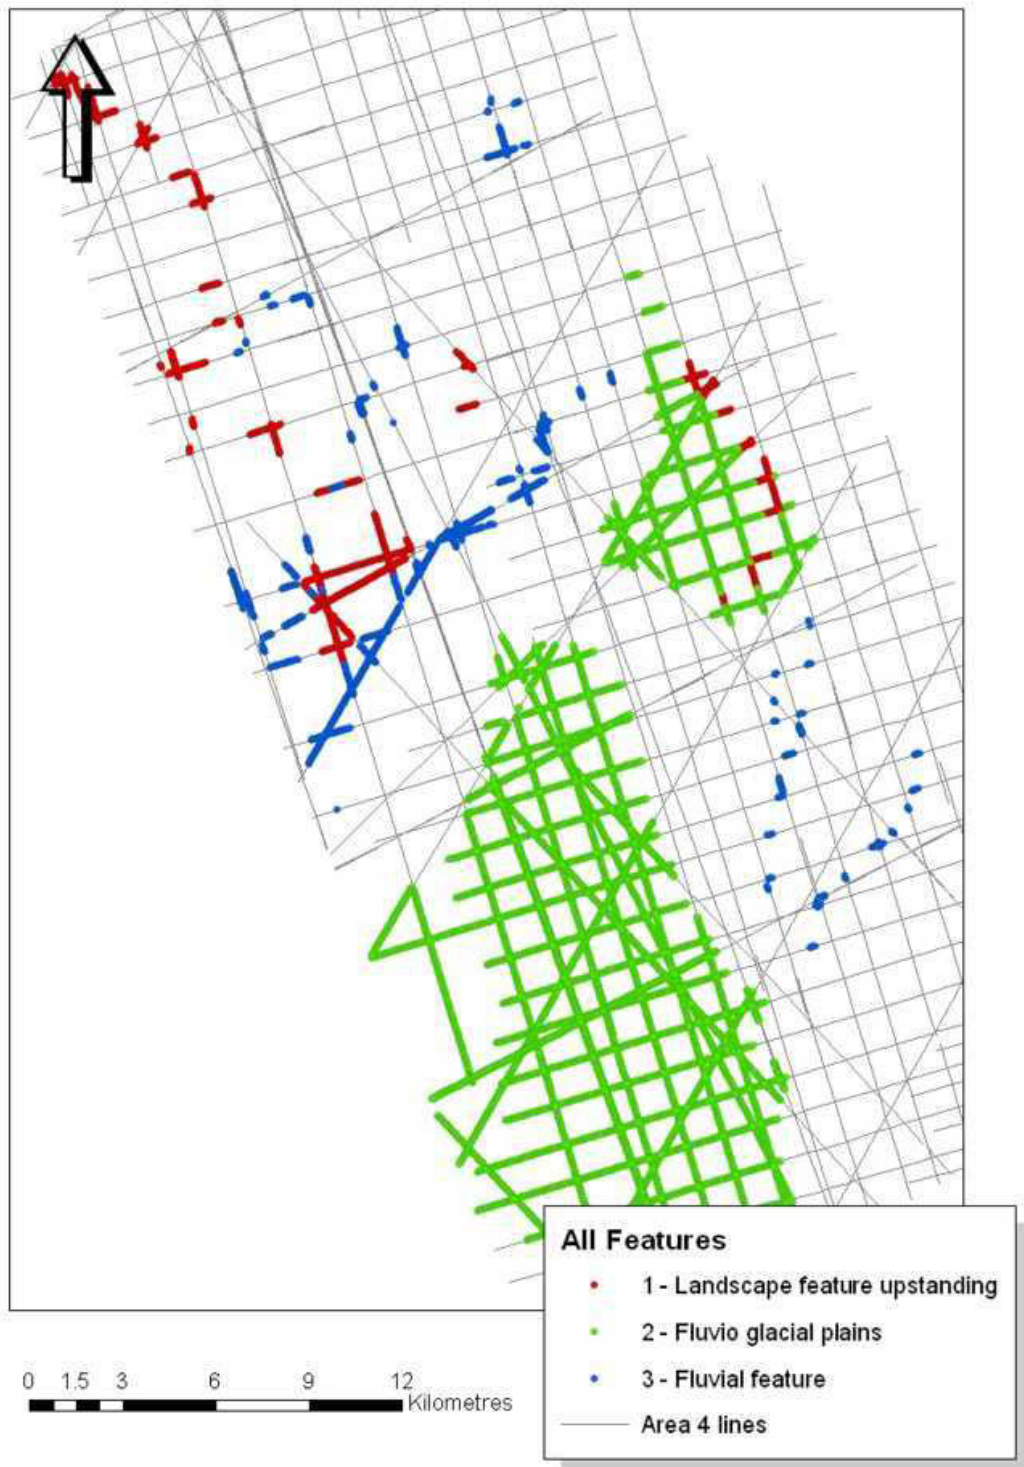 All Features
1 - Landscape feature upstanding
2 - Fluvio glacial plains
3 - Fluvial feature
Area 4 lines
0 1.5 3 6 9 12
Kilometres